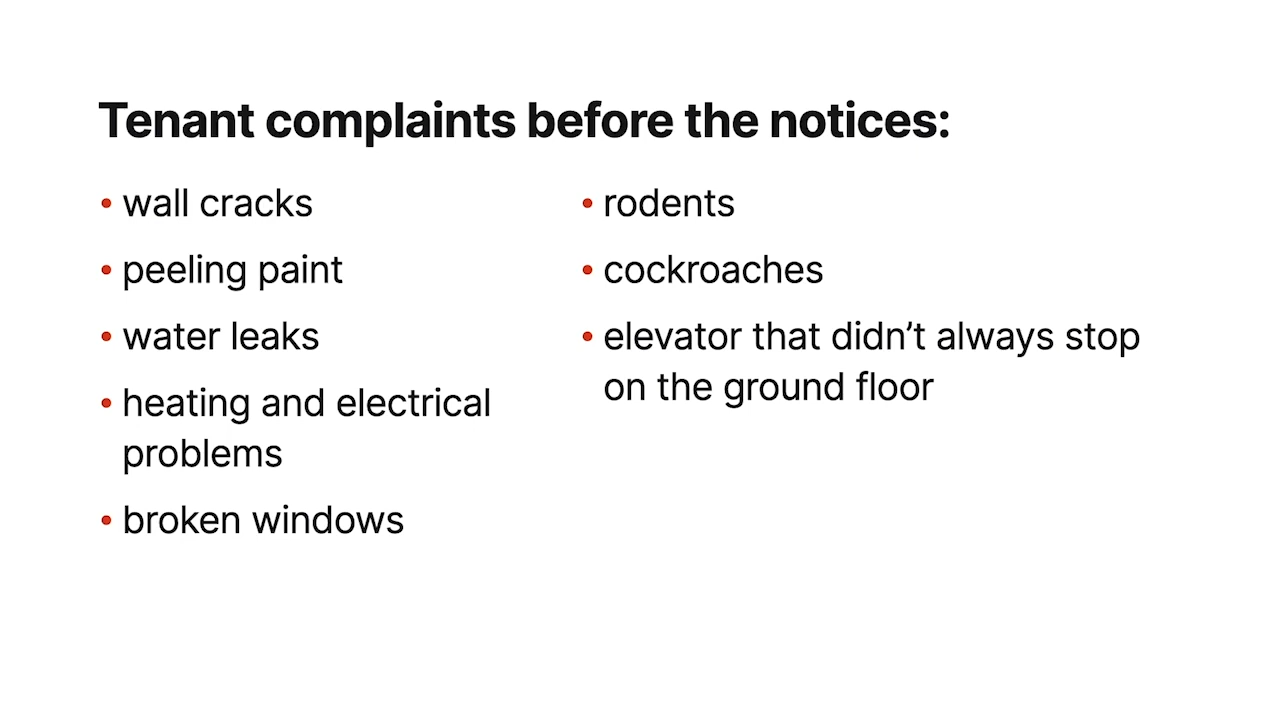 Tenant complaints before the notices:
• wall cracks
• peeling paint
• water leaks
• heating and electrical
problems
• broken windows
• rodents
• cockroaches
• elevator that didn’t always stop
on the ground floor